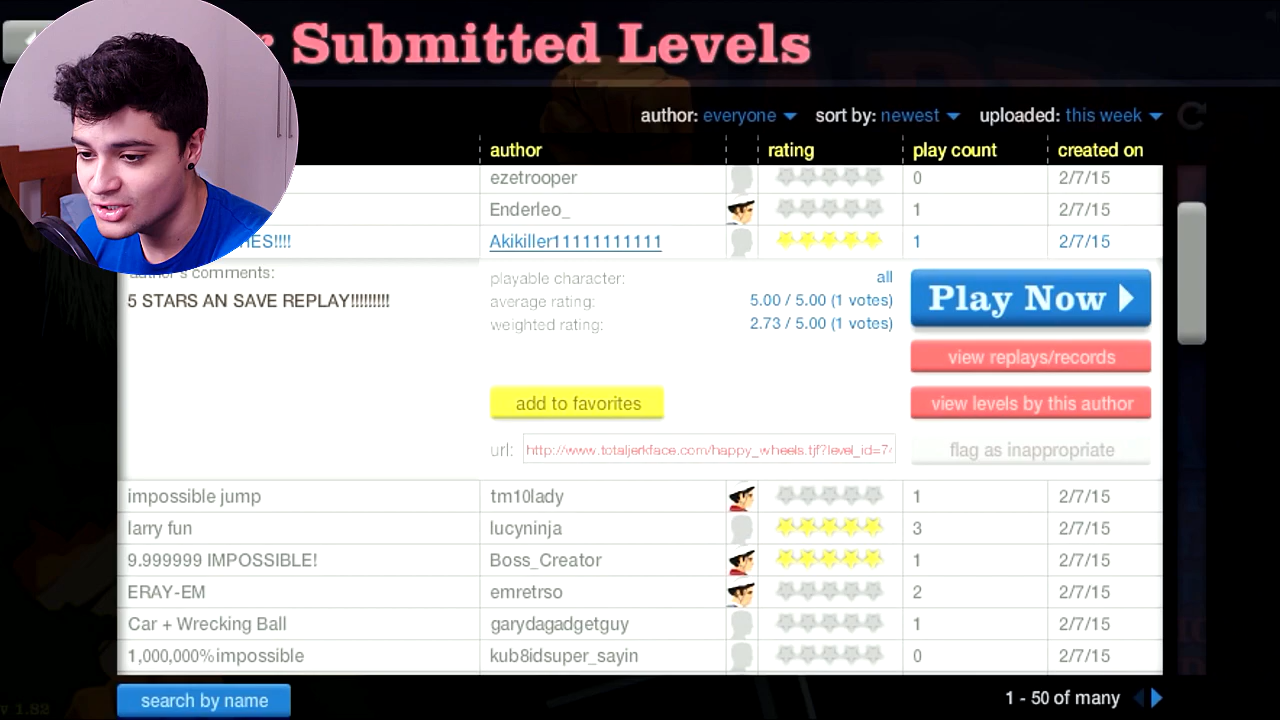 Submitted Levels
author: everyone sort by: newest uploaded: this week
author rating play count created on
ezetrooper 0 2/7/15
Enderleo_ 1 2/7/15
HES!!!! Akikiller11111111111 1 2/7/15
author's comments: playable character: all
5 STARS AN SAVE REPLAY!!!!!!!!! average rating: 5.00 / 5.00 (1 votes)
weighted rating: 2.73 / 5.00 (1 votes)
Play Now
view replays/records
add to favorites view levels by this author
url: http://www.totaljerkface.com/happy_wheels.tjf?level_id=74 flag as inappropriate
impossible jump tm10lady 1 2/7/15
larry fun lucyninja 3 2/7/15
9.999999 IMPOSSIBLE! Boss_Creator 1 2/7/15
ERAY-EM emretrso 2 2/7/15
Car + Wrecking Ball garydagadgetguy 1 2/7/15
1,000,000% impossible kub8idsuper_sayin 0 2/7/15
search by name 1 - 50 of many
v 1.82